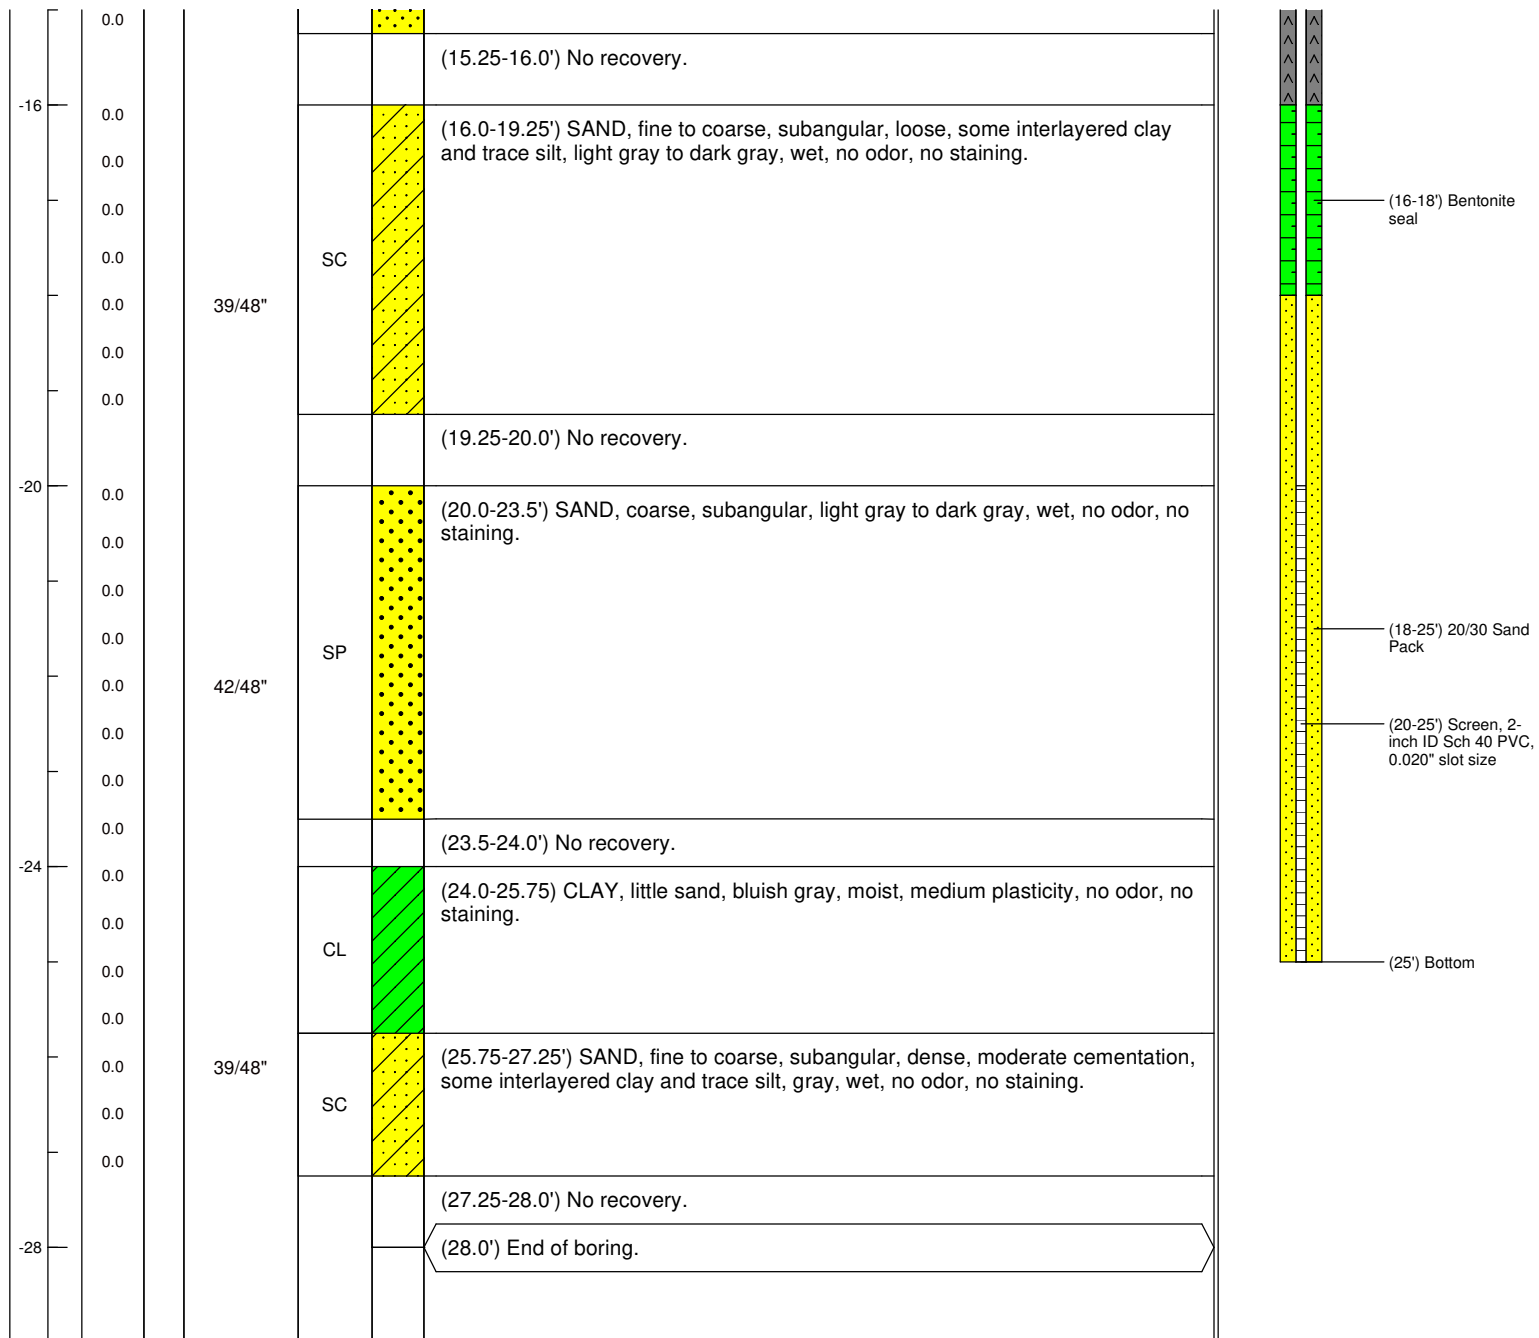 0.0
(15.25-16.0') No recovery.
-16
0.0
(16.0-19.25') SAND, fine to coarse, subangular, loose, some interlayered clay
and trace silt, light gray to dark gray, wet, no odor, no staining.
0.0
0.0
(16-18') Bentonite
seal
0.0
SC
0.0
39/48"
0.0
0.0
(19.25-20.0') No recovery.
-20
0.0
(20.0-23.5') SAND, coarse, subangular, light gray to dark gray, wet, no odor, no
staining.
0.0
0.0
0.0
(18-25') 20/30 Sand
Pack
SP
0.0
42/48"
0.0
(20-25') Screen, 2-
inch ID Sch 40 PVC,
0.020" slot size
0.0
0.0
(23.5-24.0') No recovery.
-24
0.0
(24.0-25.75) CLAY, little sand, bluish gray, moist, medium plasticity, no odor, no
staining.
0.0
CL
0.0
(25') Bottom
0.0
(25.75-27.25') SAND, fine to coarse, subangular, dense, moderate cementation,
some interlayered clay and trace silt, gray, wet, no odor, no staining.
0.0
39/48"
SC
0.0
0.0
(27.25-28.0') No recovery.
-28
(28.0') End of boring.